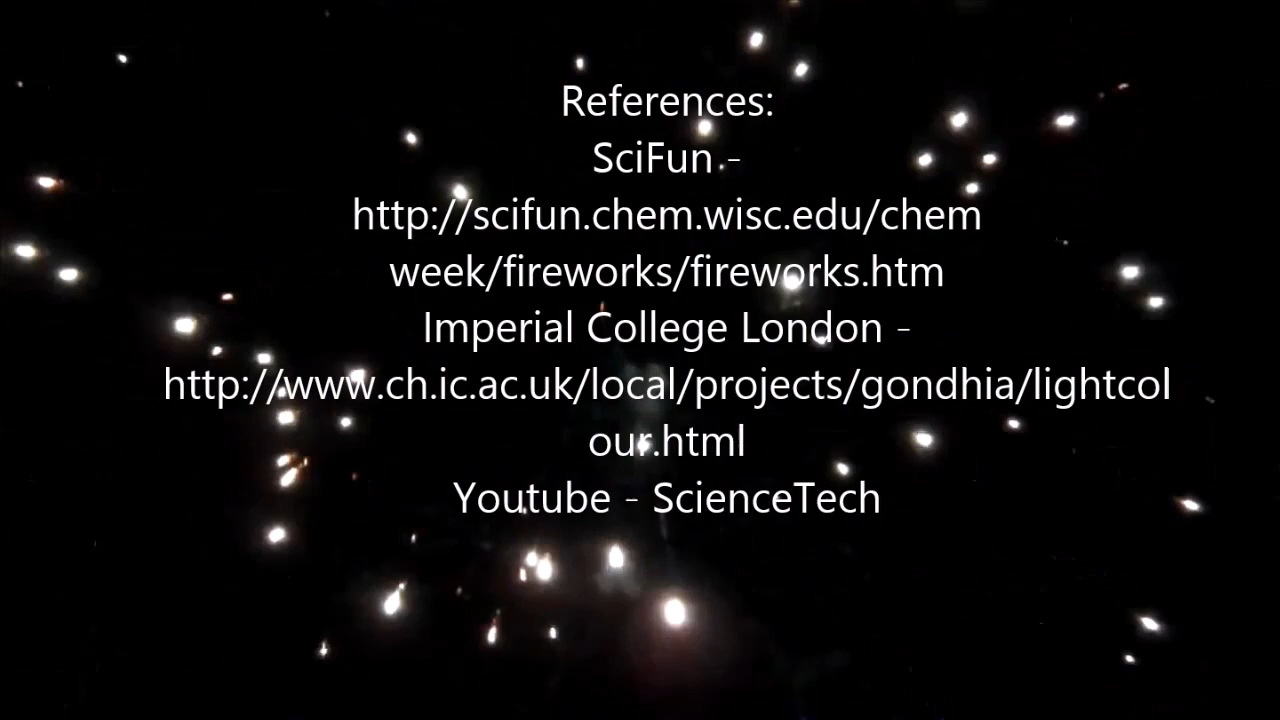 References:
SciFun -
http://scifun.chem.wisc.edu/chem
week/fireworks/fireworks.htm
Imperial College London -
http://www.ch.ic.ac.uk/local/projects/gondhia/lightcol
our.html
Youtube - ScienceTech